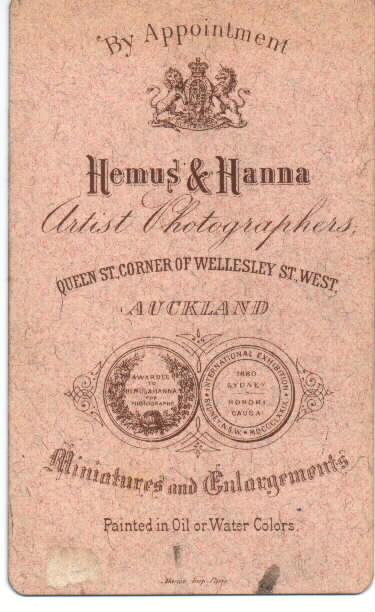 By Appointment
Hemus & Hanna
Artist Photographers,
QUEEN ST., CORNER OF WELLESLEY ST. WEST,
AUCKLAND
AWARDED
TO
HEMUS & HANNA
FOR
PHOTOGRAPHS
INTERNATIONAL EXHIBITION
SYDNEY N.S.W. MDCCCLXXIX
1880
SYDNEY
HONORIS
CAUSA
Miniatures and Enlargements
Painted in Oil or Water Colors.